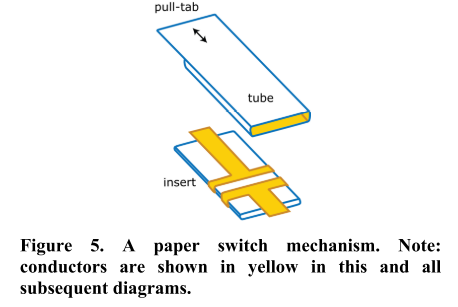 pull-tab
tube
insert
Figure 5. A paper switch mechanism. Note:
conductors are shown in yellow in this and all
subsequent diagrams.